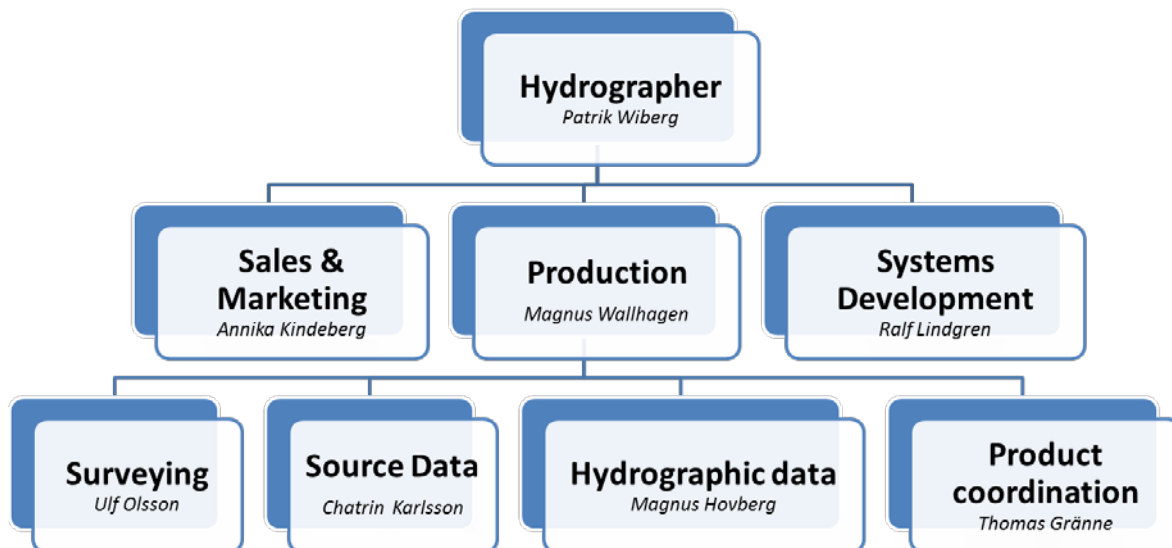 Hydrographer
Patrik Wiberg
Sales &
Marketing
Annika Kindeberg
Production
Magnus Wallhagen
Systems
Development
Ralf Lindgren
Surveying
Ulf Olsson
Source Data
Chatrin Karlsson
Hydrographic data
Magnus Hovberg
Product
coordination
Thomas Gränne